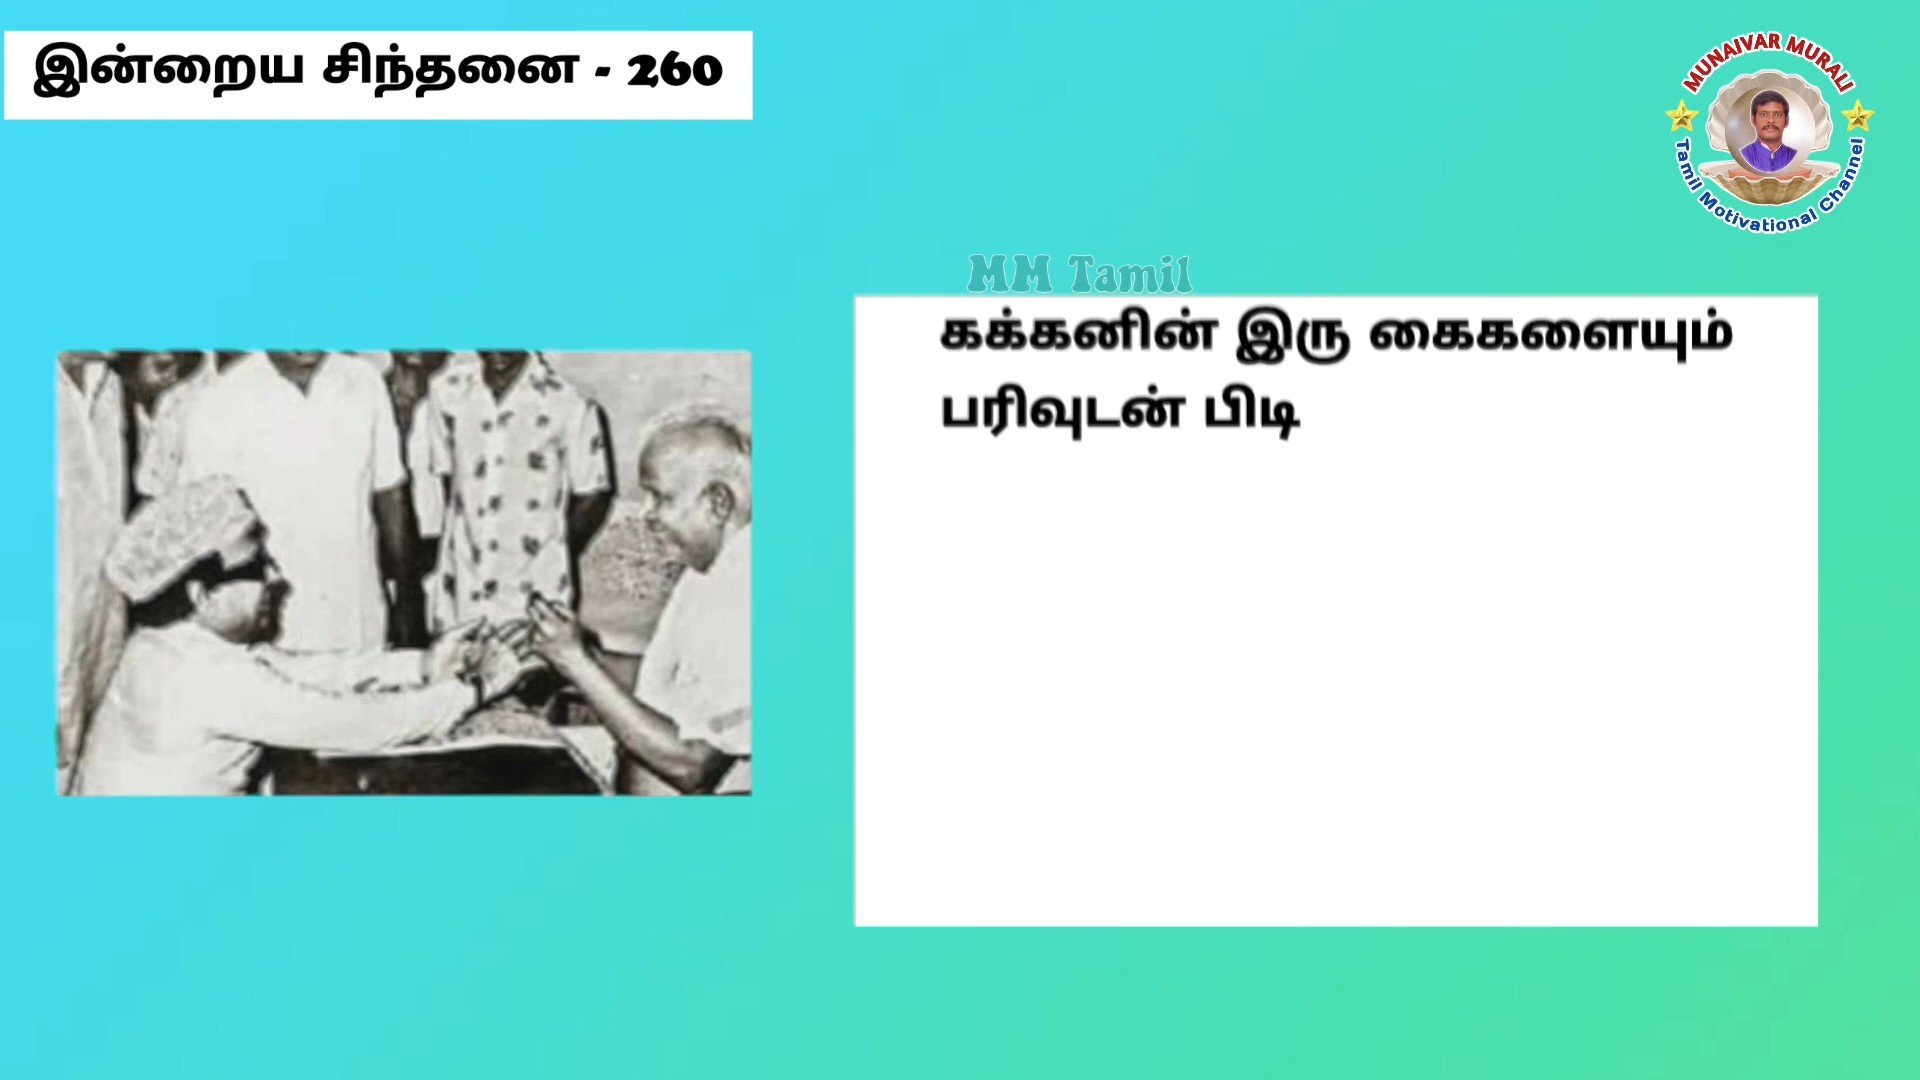 இன்றைய சிந்தனை - 260
MUNAIVAR MURALI
Tamil Motivational Channel
MM Tamil
கக்கனின் இரு கைகளையும்
பரிவுடன் பிடி